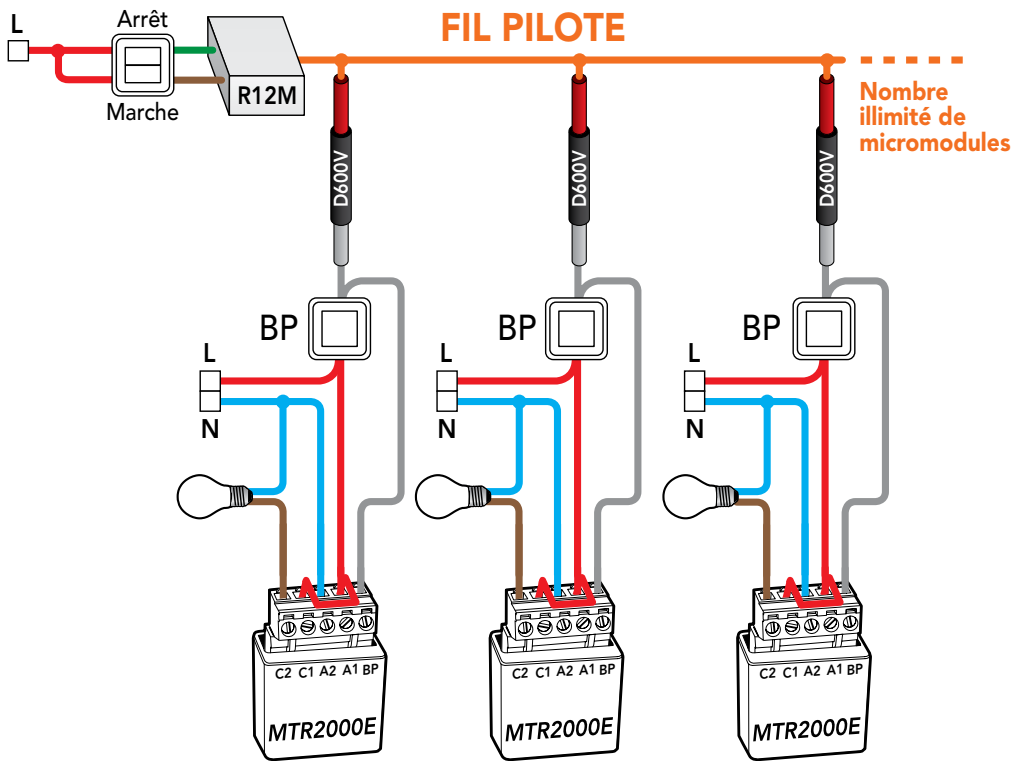 L
Arrêt
Marche
R12M
FIL PILOTE
Nombre
illimité de
micromodules
D600V
D600V
D600V
BP
BP
BP
L
N
L
N
L
N
C2 C1 A2 A1 BP
MTR2000E
C2 C1 A2 A1 BP
MTR2000E
C2 C1 A2 A1 BP
MTR2000E